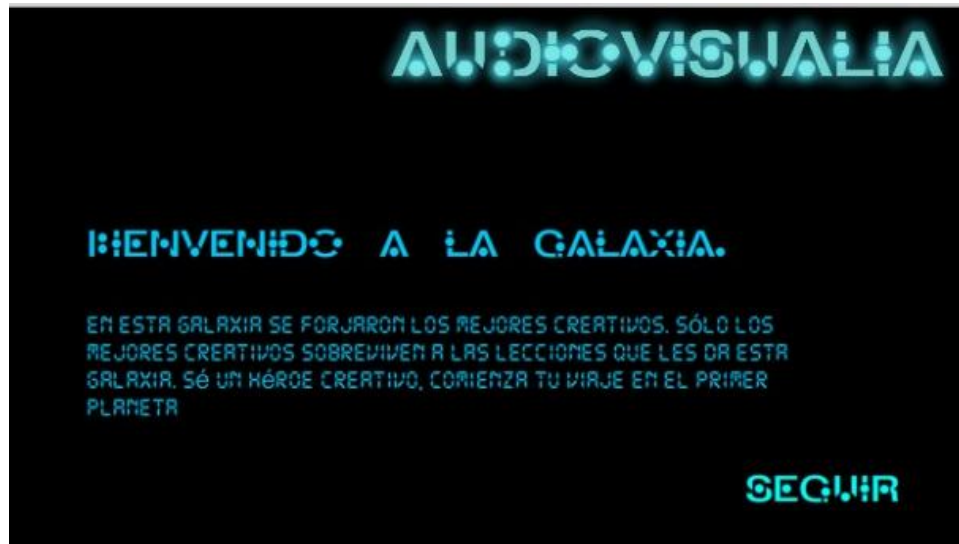 AUDIOVISUALIA
BIENVENIDO A LA GALAXIA.
EN ESTA GALAXIA SE FORJARON LOS MEJORES CREATIVOS. SÓLO LOS
MEJORES CREATIVOS SOBREVIVEN A LAS LECCIONES QUE LES DA ESTA
GALAXIA. Sé UN HéROE CREATIVO, COMIENZA TU VIAJE EN EL PRIMER
PLANETA
SEGUIR